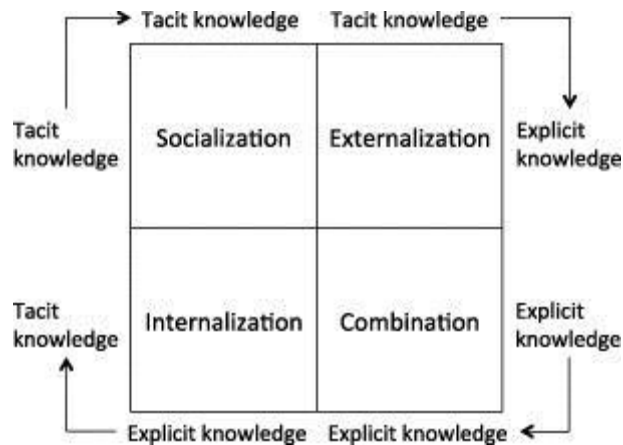 Tacit knowledge Tacit knowledge
Tacit
knowledge
Socialization Externalization
Explicit
knowledge
Tacit
knowledge
Internalization Combination
Explicit
knowledge
Explicit knowledge Explicit knowledge